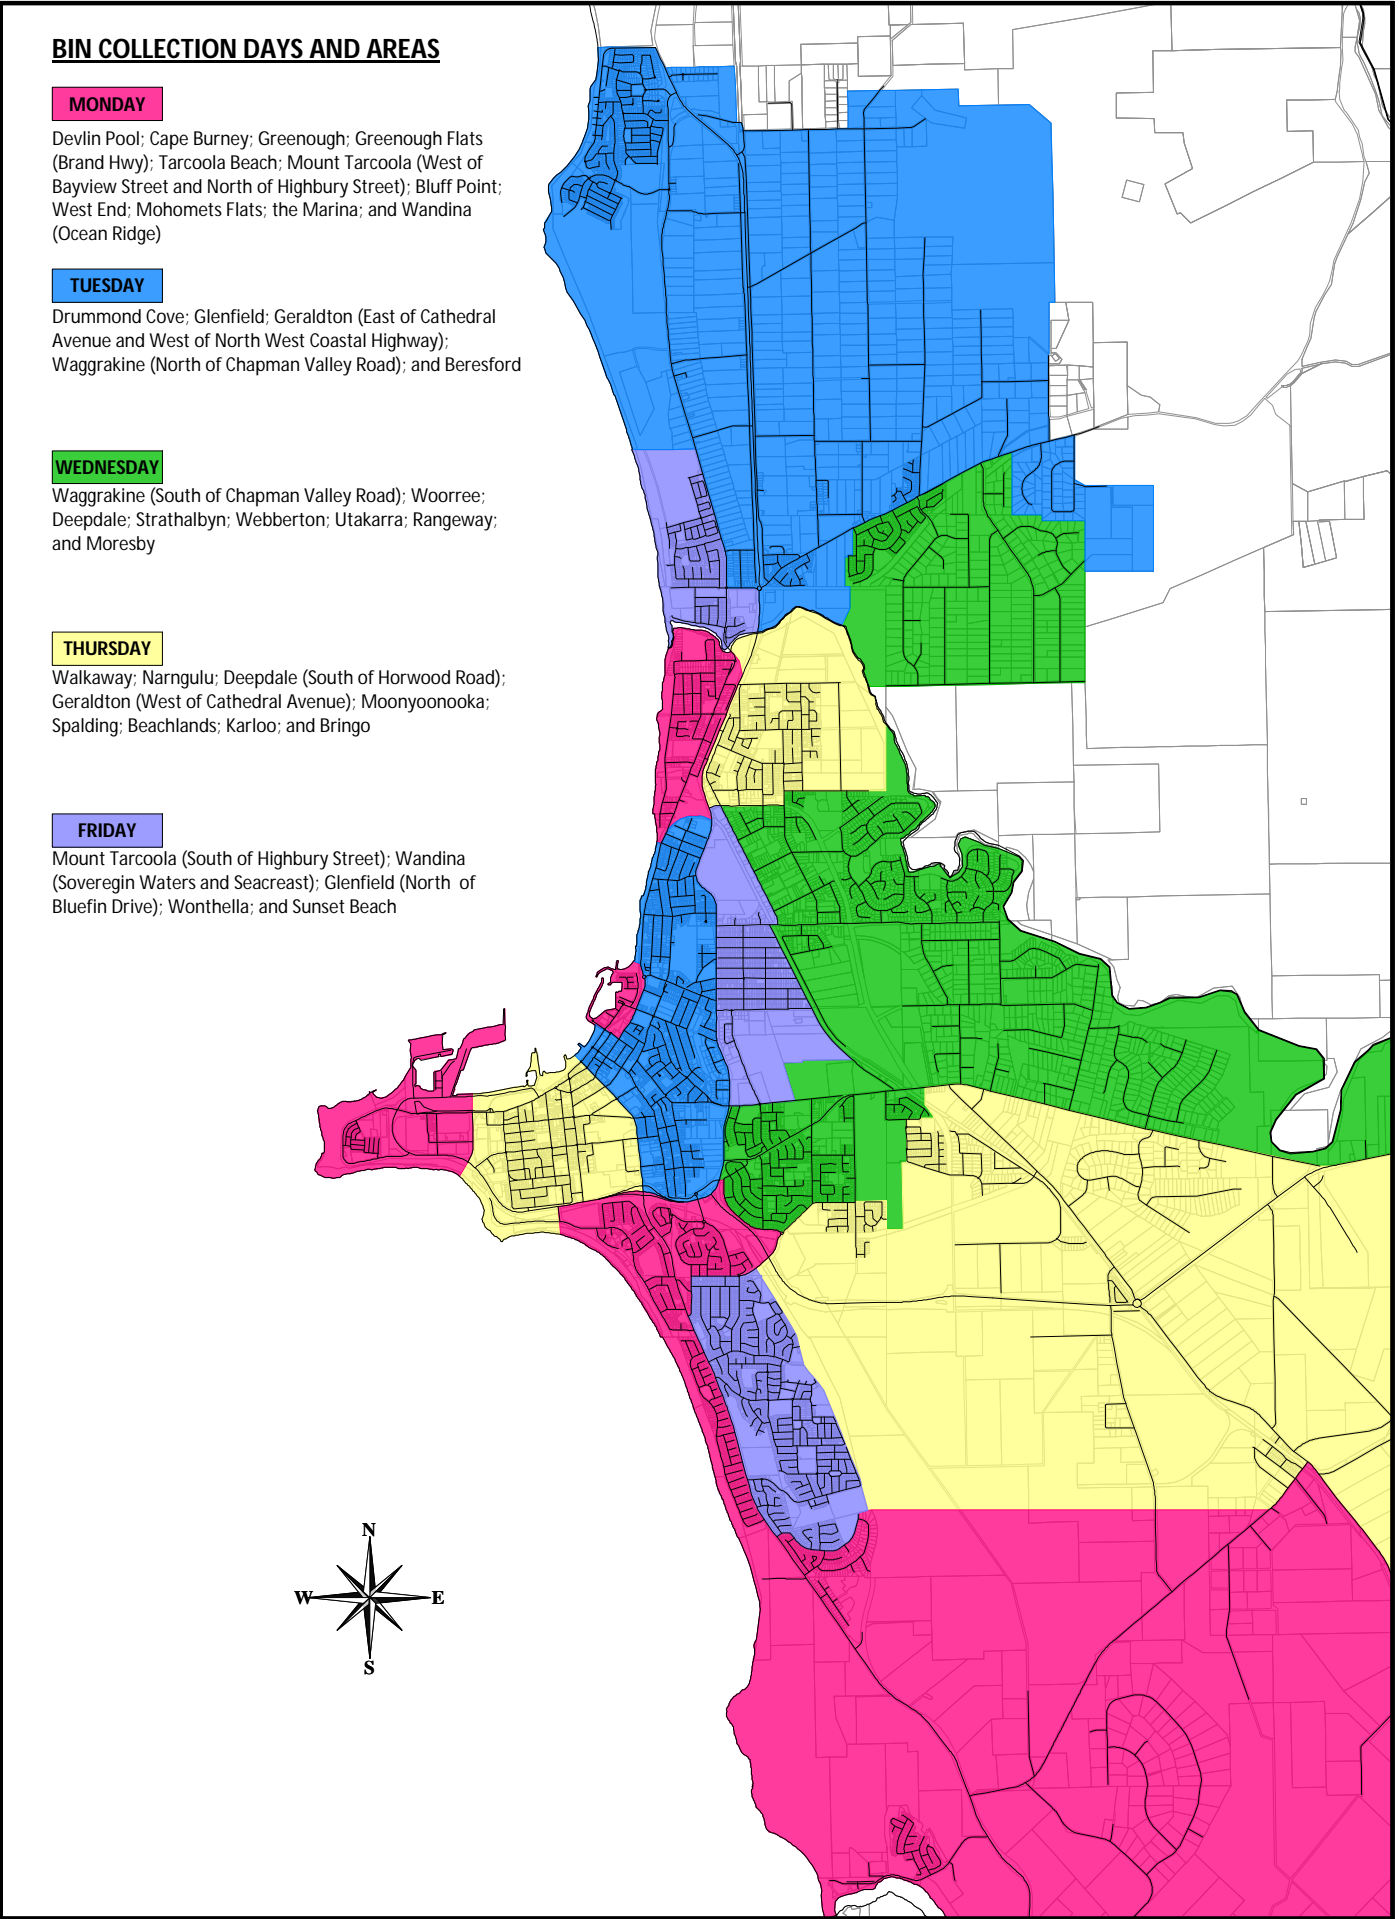 BIN COLLECTION DAYS AND AREAS
MONDAY
Devlin Pool; Cape Burney; Greenough; Greenough Flats
(Brand Hwy); Tarcoola Beach; Mount Tarcoola (West of
Bayview Street and North of Highbury Street); Bluff Point;
West End; Mohomets Flats; the Marina; and Wandina
(Ocean Ridge)
TUESDAY
Drummond Cove; Glenfield; Geraldton (East of Cathedral
Avenue and West of North West Coastal Highway);
Waggrakine (North of Chapman Valley Road); and Beresford
WEDNESDAY
Waggrakine (South of Chapman Valley Road); Woorree;
Deepdale; Strathalbyn; Webberton; Utakarra; Rangeway;
and Moresby
THURSDAY
Walkaway; Narngulu; Deepdale (South of Horwood Road);
Geraldton (West of Cathedral Avenue); Moonyoonooka;
Spalding; Beachlands; Karloo; and Bringo
FRIDAY
Mount Tarcoola (South of Highbury Street); Wandina
(Soveregin Waters and Seacreast); Glenfield (North of
Bluefin Drive); Wonthella; and Sunset Beach
N
W E
S